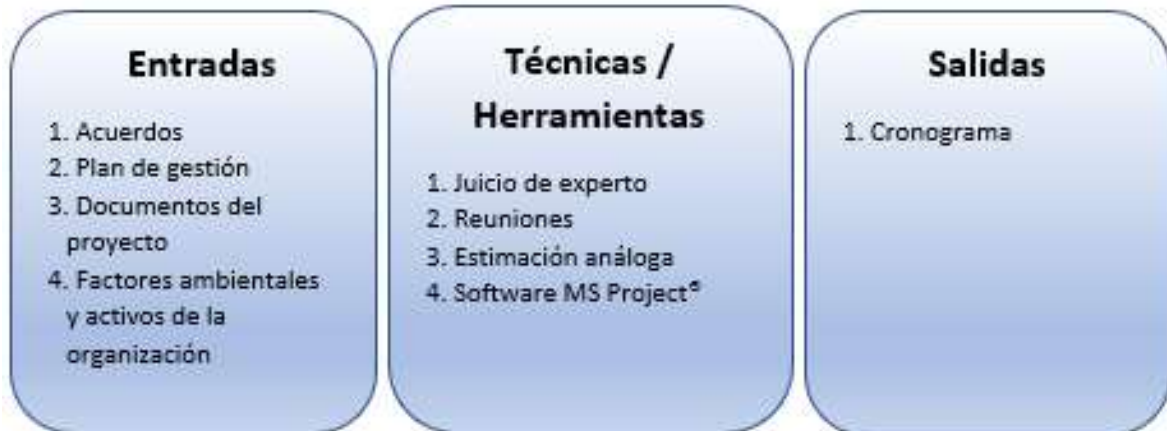 Entradas
1. Acuerdos
2. Plan de gestión
3. Documentos del
proyecto
4. Factores ambientales
y activos de la
organización
Técnicas /
Herramientas
1. Juicio de experto
2. Reuniones
3. Estimación análoga
4. Software MS Project®
Salidas
1. Cronograma